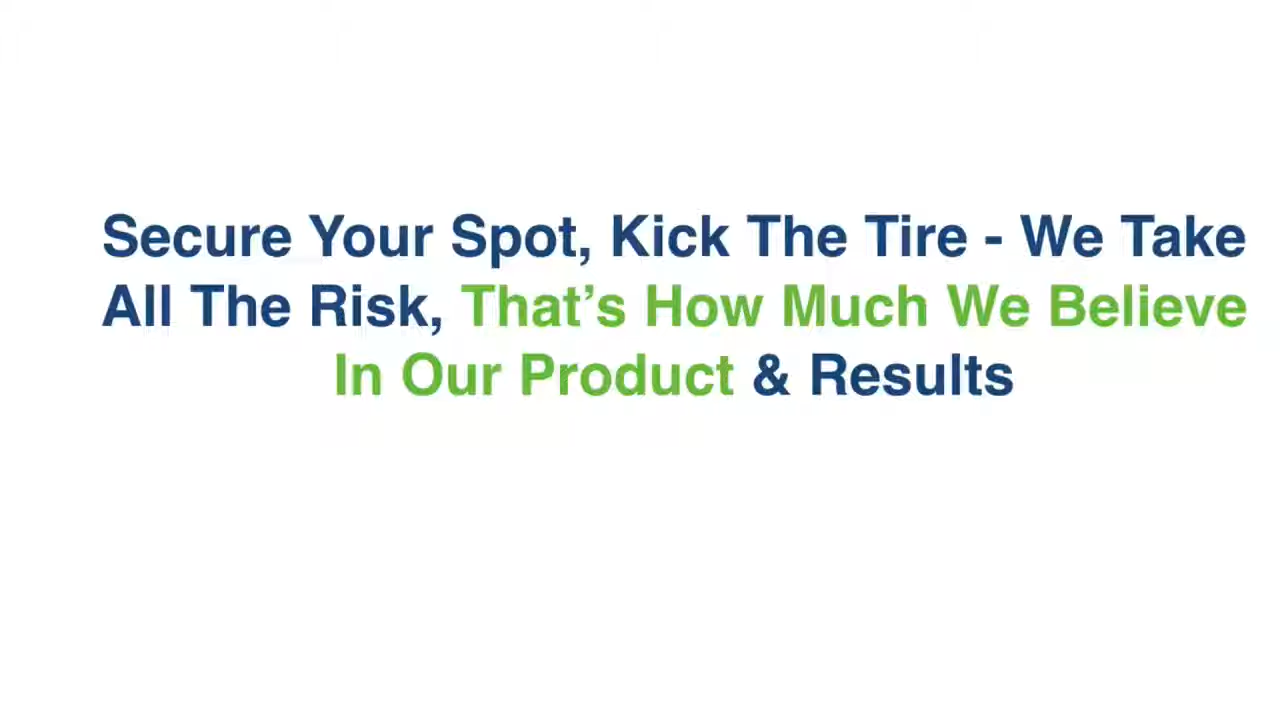 Secure Your Spot, Kick The Tire - We Take
All The Risk, That’s How Much We Believe
In Our Product & Results